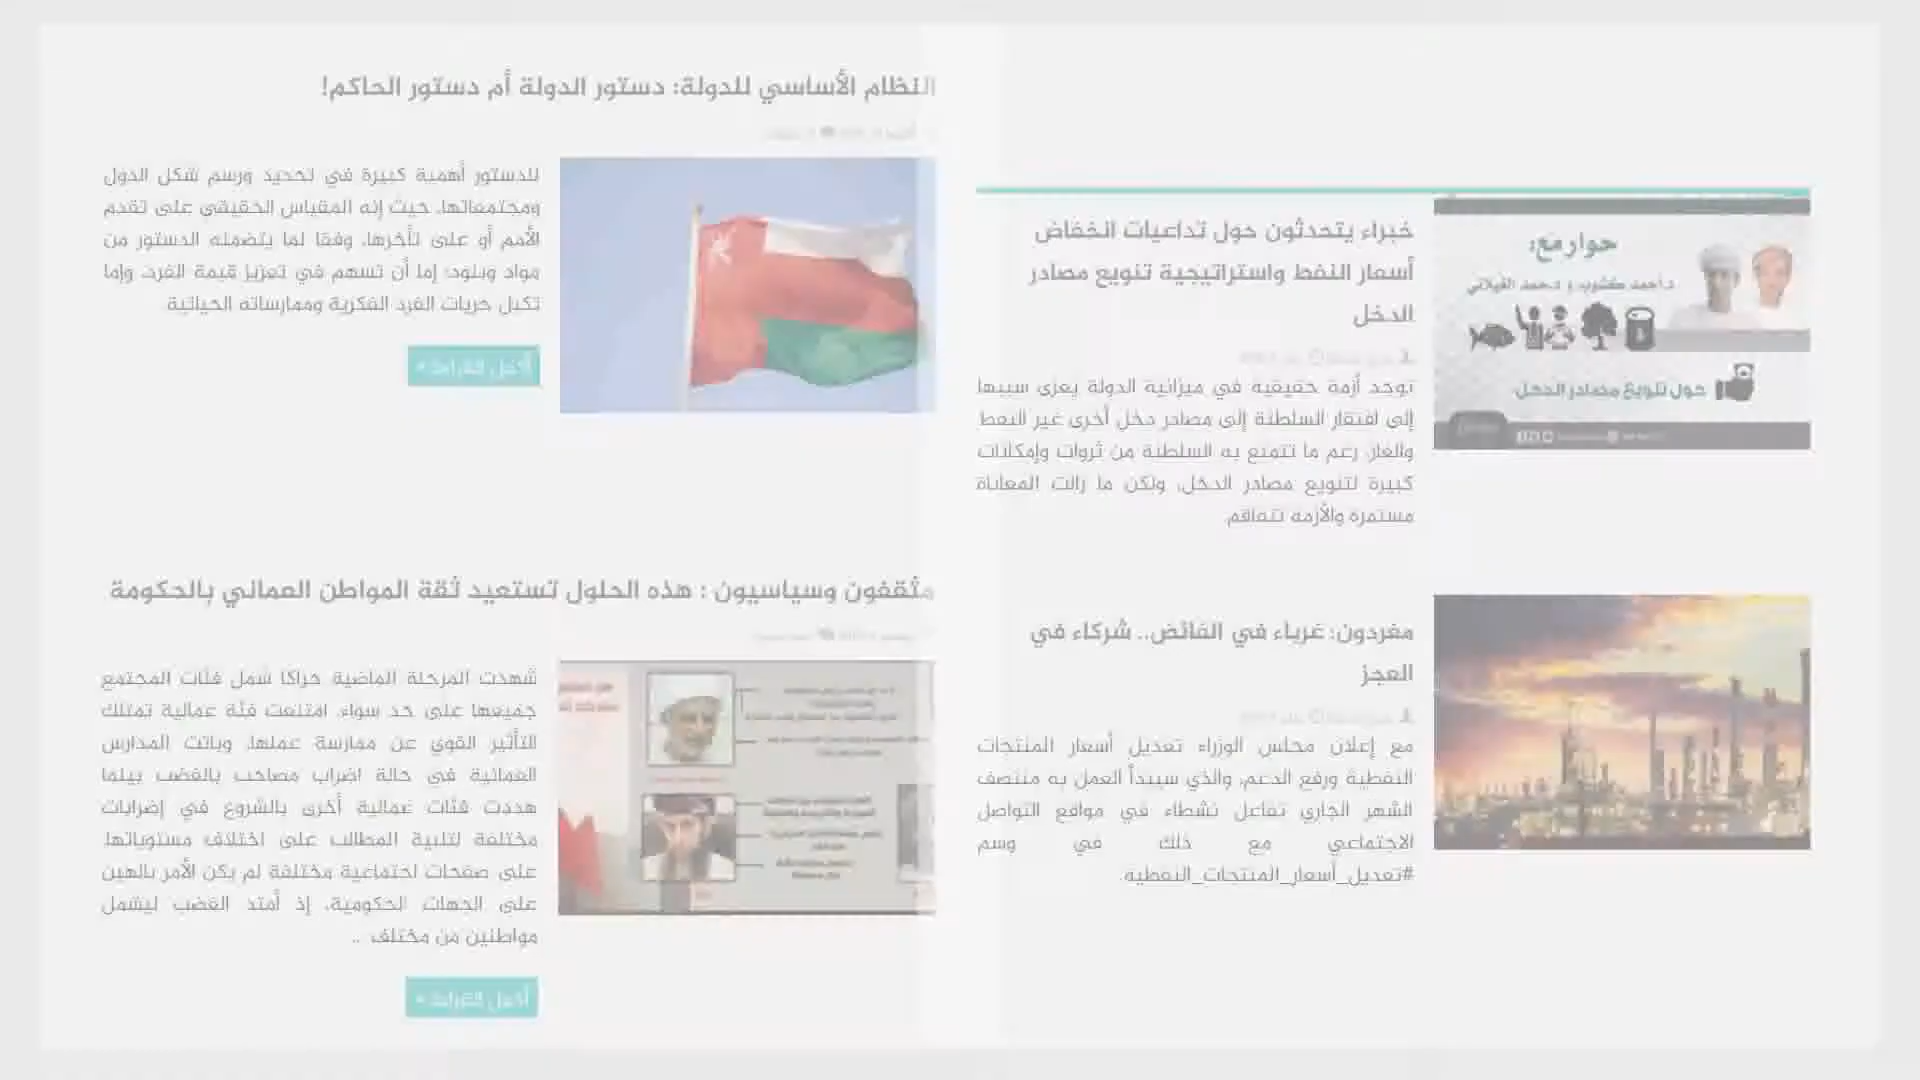 خبراء يتحدثون حول تداعيات انخفاض
أسعار النفط واستراتيجية تنويع مصادر
الدخل
توجد أزمة حقيقية في ميزانية الدولة يعزى سببها
إلى افتقار السلطنة إلى مصادر دخل أخرى غير النفط
والغاز، رغم ما تتمتع به السلطنة من ثروات وإمكانات
كبيرة لتنويع مصادر الدخل، ولكن ما زالت المعاناة
مستمرة والأزمة تتفاقم.
حوار مع:
د.أحمد كشوب و د.حمد الغيلاني
حول تنويع مصادر الدخل
مغردون: غرباء في الفائض.. شركاء في
العجز
مع إعلان مجلس الوزراء تعديل أسعار المنتجات
النفطية ورفع الدعم، والذي سيبدأ العمل به منتصف
الشهر الجاري تفاعل نشطاء في مواقع التواصل
الاجتماعي مع ذلك في وسم
#تعديل_أسعار_المنتجات_النفطية.
النظام الأساسي للدولة: دستور الدولة أم دستور الحاكم!
للدستور أهمية كبيرة في تحديد ورسم شكل الدول
ومجتمعاتها، حيث إنه المقياس الحقيقي على تقدم
الأمم أو على تأخرها، وفقا لما يتضمنه الدستور من
مواد وبنود؛ إما أن تسهم في تعزيز قيمة الفرد، وإما
تكبل حريات الفرد الفكرية وممارساته الحياتية.
أكمل القراءة »
مثقفون وسياسيون : هذه الحلول تستعيد ثقة المواطن العماني بالحكومة
شهدت المرحلة الماضية حراكا شمل فئات المجتمع
جميعها على حد سواء، امتنعت فئة عمالية تمتلك
التأثير القوي عن ممارسة عملها، وباتت المدارس
العمانية في حالة اضراب مصاحب بالغضب بينما
هددت فئات عمالية أخرى بالشروع في إضرابات
مختلفة لتلبية المطالب على اختلاف مستوياتها.
على صفحات اجتماعية مختلفة لم يكن الأمر بالهين
على الجهات الحكومية، إذ أمتد الغضب ليشمل
مواطنين من مختلف ..
أكمل القراءة »